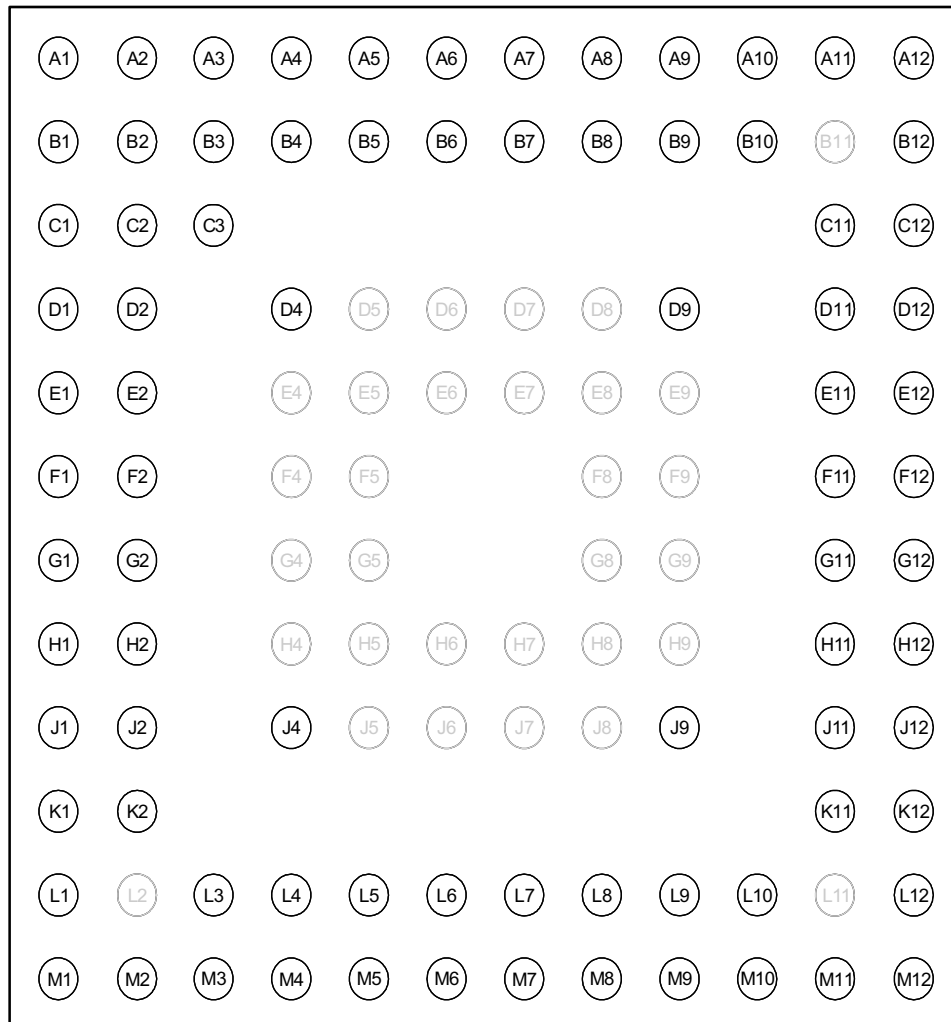 A1 A2 A3 A4 A5 A6 A7 A8 A9 A10 A11 A12
B1 B2 B3 B4 B5 B6 B7 B8 B9 B10 B11 B12
C1 C2 C3 C11 C12
D1 D2 D4 D5 D6 D7 D8 D9 D11 D12
E1 E2 E4 E5 E6 E7 E8 E9 E11 E12
F1 F2 F4 F5 F8 F9 F11 F12
G1 G2 G4 G5 G8 G9 G11 G12
H1 H2 H4 H5 H6 H7 H8 H9 H11 H12
J1 J2 J4 J5 J6 J7 J8 J9 J11 J12
K1 K2 K11 K12
L1 L2 L3 L4 L5 L6 L7 L8 L9 L10 L11 L12
M1 M2 M3 M4 M5 M6 M7 M8 M9 M10 M11 M12